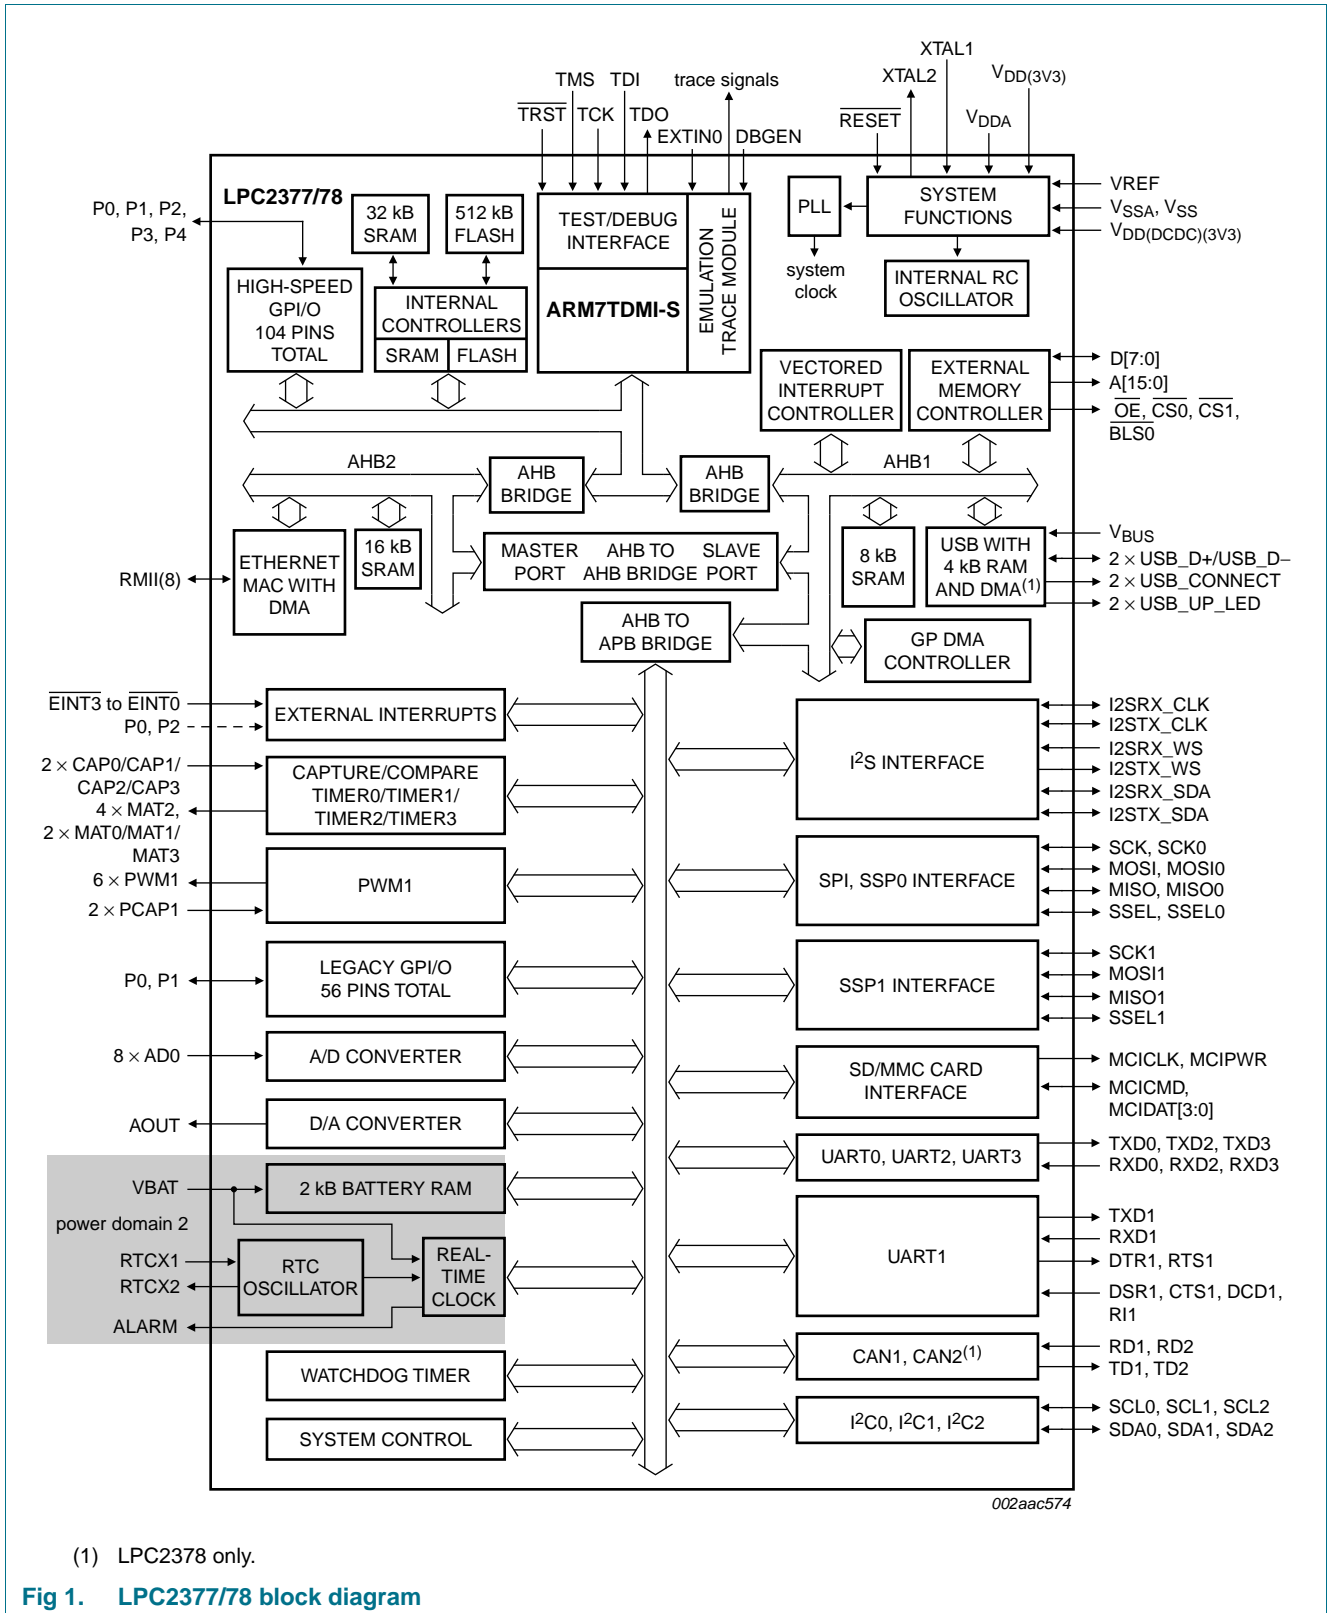 XTAL1
TMS TDI trace signals XTAL2 VDD(3V3)
TRST TCK TDO RESET VDDA
EXTIN0 DBGEN
LPC2377/78
P0, P1, P2,
P3, P4
32 kB
SRAM
512 kB
FLASH
TEST/DEBUG
INTERFACE
EMULATION
TRACE MODULE
PLL
SYSTEM
FUNCTIONS
VREF
VSSA, VSS
VDD(DCDC)(3V3)
system
clock
HIGH-SPEED
GPI/O
104 PINS
TOTAL
INTERNAL
CONTROLLERS
SRAM FLASH
ARM7TDMI-S
INTERNAL RC
OSCILLATOR
VECTORED
INTERRUPT
CONTROLLER
EXTERNAL
MEMORY
CONTROLLER
D[7:0]
A[15:0]
OE, CS0, CS1,
BLS0
AHB2
AHB
BRIDGE
AHB
BRIDGE
AHB1
RMII(8)
ETHERNET
MAC WITH
DMA
16 kB
SRAM
MASTER AHB TO SLAVE
PORT AHB BRIDGE PORT
8 kB
SRAM
USB WITH
4 kB RAM
AND DMA(1)
VBUS
2 × USB_D+/USB_D−
2 × USB_CONNECT
2 × USB_UP_LED
AHB TO
APB BRIDGE
GP DMA
CONTROLLER
EINT3 to EINT0
P0, P2
EXTERNAL INTERRUPTS
2 × CAP0/CAP1/
CAP2/CAP3
4 × MAT2,
2 × MAT0/MAT1/
MAT3
CAPTURE/COMPARE
TIMER0/TIMER1/
TIMER2/TIMER3
6 × PWM1
2 × PCAP1
PWM1
P0, P1
LEGACY GPI/O
56 PINS TOTAL
8 × AD0
A/D CONVERTER
AOUT
D/A CONVERTER
VBAT
2 kB BATTERY RAM
power domain 2
RTCX1
RTCX2
RTC
OSCILLATOR
REAL-
TIME
CLOCK
ALARM
WATCHDOG TIMER
SYSTEM CONTROL
I2S INTERFACE
I2SRX_CLK
I2STX_CLK
I2SRX_WS
I2STX_WS
I2SRX_SDA
I2STX_SDA
SPI, SSP0 INTERFACE
SCK, SCK0
MOSI, MOSI0
MISO, MISO0
SSEL, SSEL0
SSP1 INTERFACE
SCK1
MOSI1
MISO1
SSEL1
SD/MMC CARD
INTERFACE
MCICLK, MCIPWR
MCICMD,
MCIDAT[3:0]
UART0, UART2, UART3
TXD0, TXD2, TXD3
RXD0, RXD2, RXD3
UART1
TXD1
RXD1
DTR1, RTS1
DSR1, CTS1, DCD1,
RI1
CAN1, CAN2(1)
RD1, RD2
TD1, TD2
I2C0, I2C1, I2C2
SCL0, SCL1, SCL2
SDA0, SDA1, SDA2
002aac574
(1) LPC2378 only.
Fig 1. LPC2377/78 block diagram